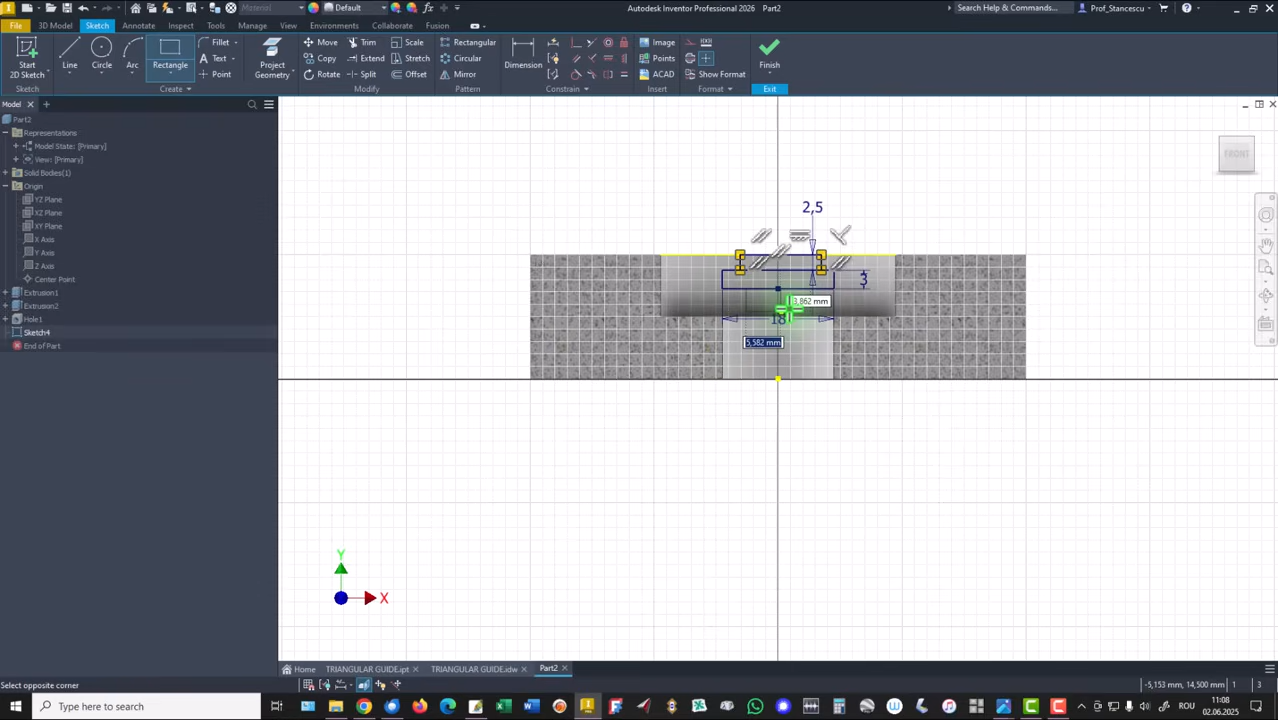 Material
Default
Autodesk Inventor Professional 2026 Part2
Search Help & Commands...
Prof_Stancescu
File
3D Model
Sketch
Annotate
Inspect
Tools
Manage
View
Environments
Collaborate
Fusion
Start
2D Sketch
Line
Circle
Arc
Rectangle
Fillet
Text
Point
Project
Geometry
Move
Copy
Rotate
Trim
Extend
Split
Scale
Stretch
Offset
Rectangular
Circular
Mirror
Dimension
Image
Points
ACAD
Show Format
Finish
Sketch
Create
Modify
Pattern
Constrain
Insert
Format
Exit
Model
Part2
Representations
Model State: [Primary]
View: [Primary]
Solid Bodies(1)
Origin
YZ Plane
XZ Plane
XY Plane
X Axis
Y Axis
Z Axis
Center Point
Extrusion1
Extrusion2
Hole1
Sketch4
End of Part
FRONT
2,5
3
3,862 mm
18
5,582 mm
Y
X
Home
TRIANGULAR GUIDE.ipt
TRIANGULAR GUIDE.idw
Part2
Select opposite corner
-5,153 mm, 14,500 mm
1
3
Type here to search
ROU
11:08
02.06.2025